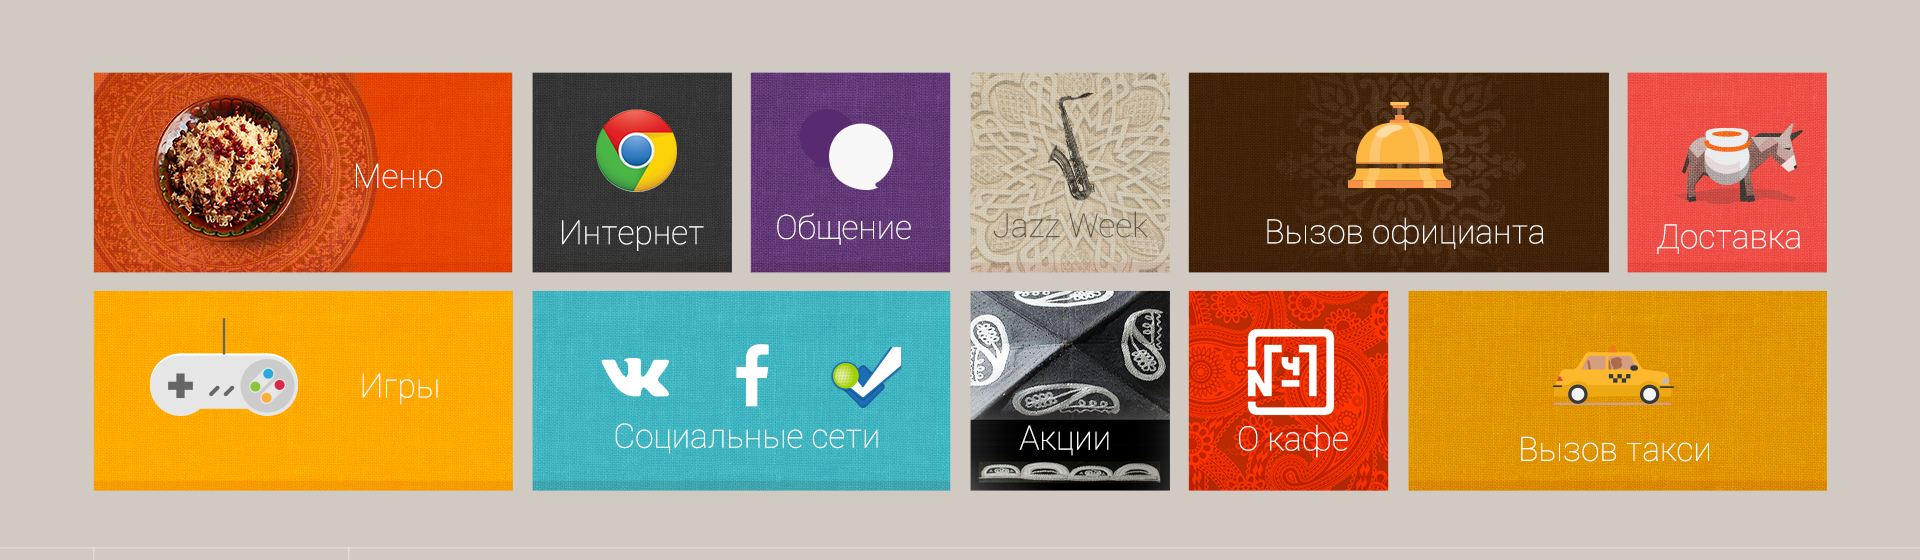 Меню
Интернет
Общение
Jazz Week
Вызов официанта
Доставка
Игры
Социальные сети
Акции
О кафе
Вызов такси